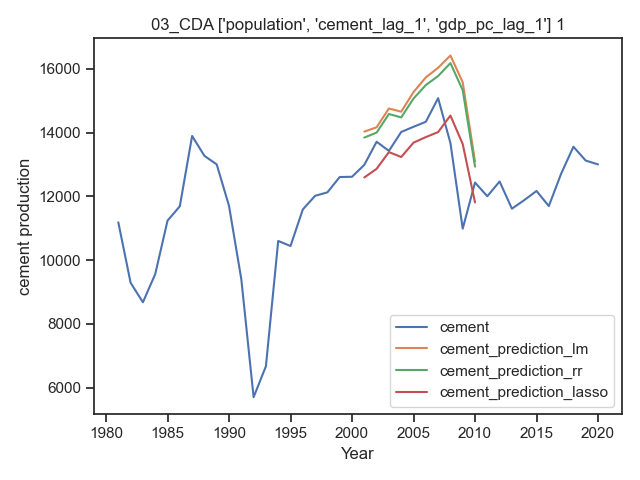 03_CDA ['population', 'cement_lag_1', 'gdp_pc_lag_1'] 1
16000
14000
12000
10000
8000
6000
cement production
1980
1985
1990
1995
2000
2005
2010
2015
2020
Year
cement
cement_prediction_lm
cement_prediction_rr
cement_prediction_lasso